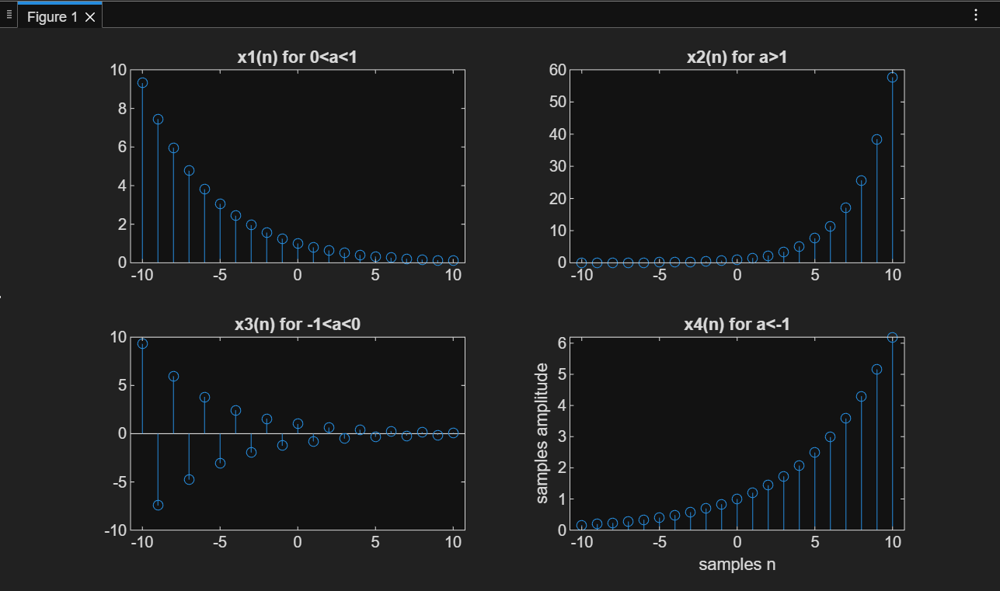 Figure 1
x1(n) for 0<a<1
10
8
6
4
2
0
-10 -5 0 5 10
x2(n) for a>1
60
50
40
30
20
10
0
-10 -5 0 5 10
x3(n) for -1<a<0
10
5
0
-5
-10
-10 -5 0 5 10
x4(n) for a<-1
samples amplitude
6
5
4
3
2
1
0
-10 -5 0 5 10
samples n